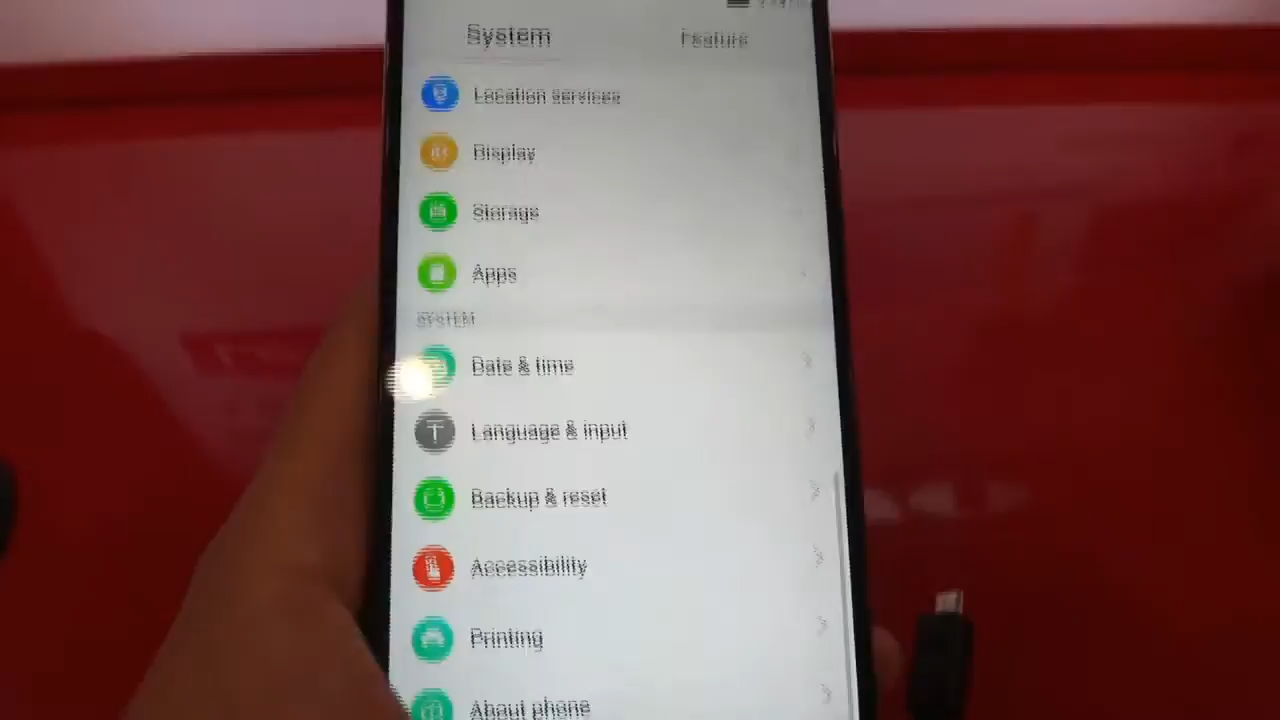 System
Feature
Location services
Display
Storage
Apps
SYSTEM
Date & time
Language & input
Backup & reset
Accessibility
Printing
About phone